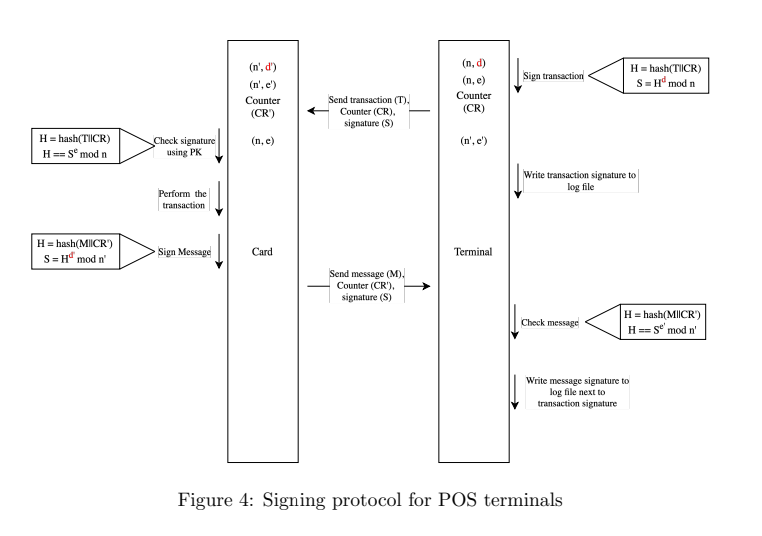 (n', d')
(n', e')
Counter
(CR')
(n, e)
Card
(n, d)
(n, e)
Counter
(CR)
(n', e')
Terminal
Sign transaction
H = hash(T||CR)
S = H^d mod n
Send transaction (T),
Counter (CR),
signature (S)
H = hash(T||CR)
H == S^e mod n
Check signature
using PK
Write transaction signature to
log file
Perform the
transaction
H = hash(M||CR')
S = H^d' mod n'
Sign Message
Send message (M),
Counter (CR'),
signature (S)
Check message
H = hash(M||CR')
H == S^e' mod n'
Write message signature to
log file next to
transaction signature
Figure 4: Signing protocol for POS terminals